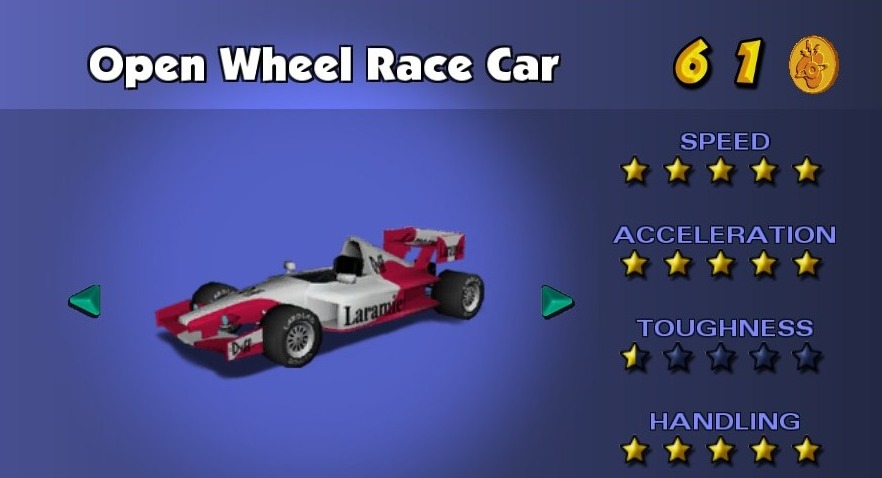 Open Wheel Race Car
6 1
SPEED
ACCELERATION
Laramie
TOUGHNESS
HANDLING